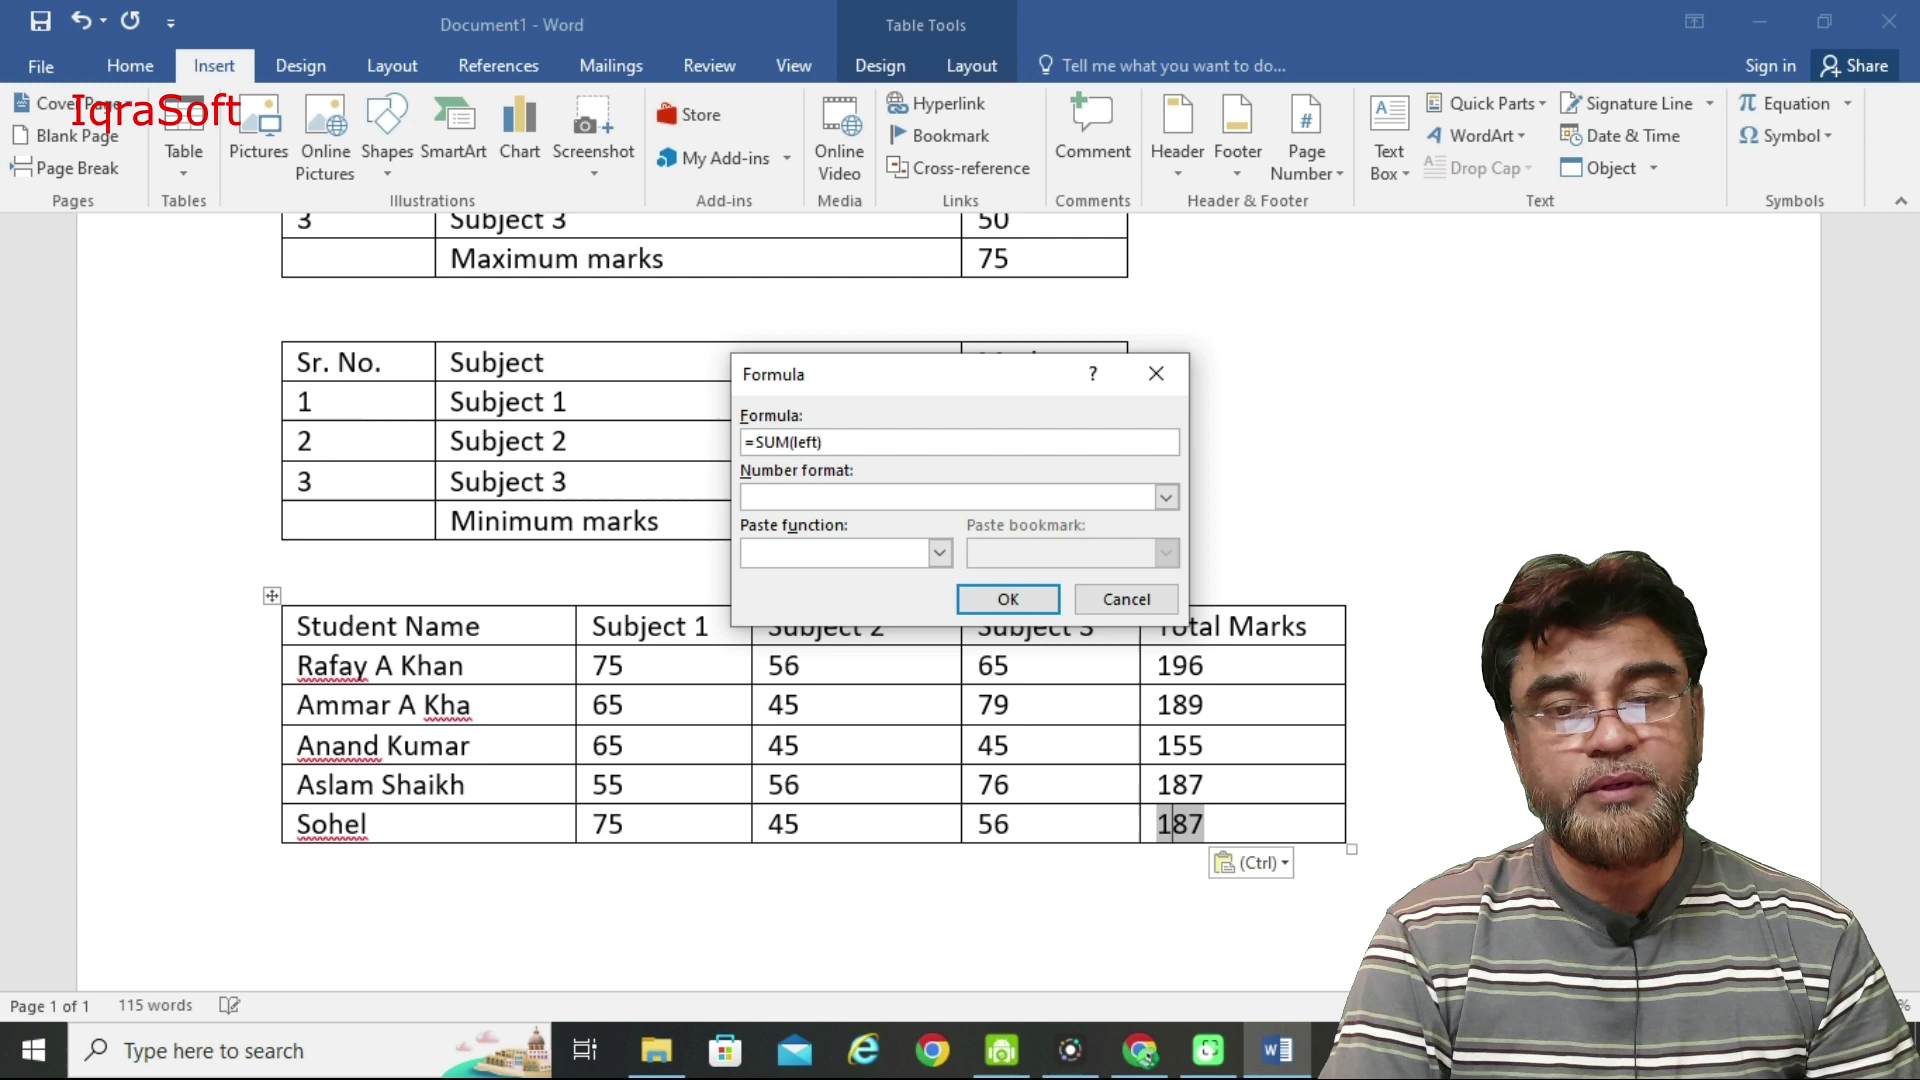 Document1 - Word
Table Tools
File Home Insert Design Layout References Mailings Review View Design Layout Tell me what you want to do... Sign in Share
IqraSoft
Cover Page
Blank Page
Page Break
Pages
Table
Tables
Pictures
Online Pictures
Shapes
SmartArt
Chart
Screenshot
Illustrations
Store
My Add-ins
Add-ins
Online Video
Media
Hyperlink
Bookmark
Cross-reference
Links
Comment
Comments
Header
Footer
Page Number
Header & Footer
Text Box
Quick Parts
WordArt
Drop Cap
Signature Line
Date & Time
Object
Text
Equation
Symbol
Symbols
3 Subject 3 50
Maximum marks 75
Sr. No. Subject
1 Subject 1
2 Subject 2
3 Subject 3
Minimum marks
Formula ?
Formula:
=SUM(left)
Number format:
Paste function: Paste bookmark:
OK Cancel
Student Name Subject 1 Subject 2 Subject 3 Total Marks
Rafay A Khan 75 56 65 196
Ammar A Kha 65 45 79 189
Anand Kumar 65 45 45 155
Aslam Shaikh 55 56 76 187
Sohel 75 45 56 187
(Ctrl)
Page 1 of 1 115 words
%
Type here to search